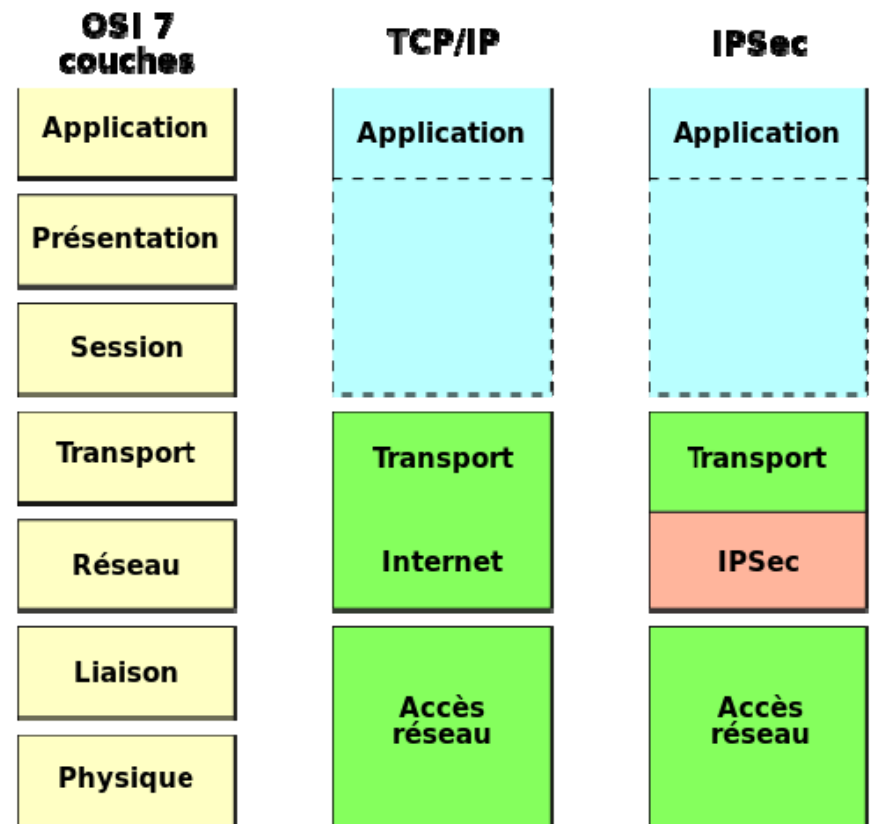 OSI 7
couches
Application
Présentation
Session
Transport
Réseau
Liaison
Physique
TCP/IP
Application
Transport
Internet
Accès
réseau
IPSec
Application
Transport
IPSec
Accès
réseau